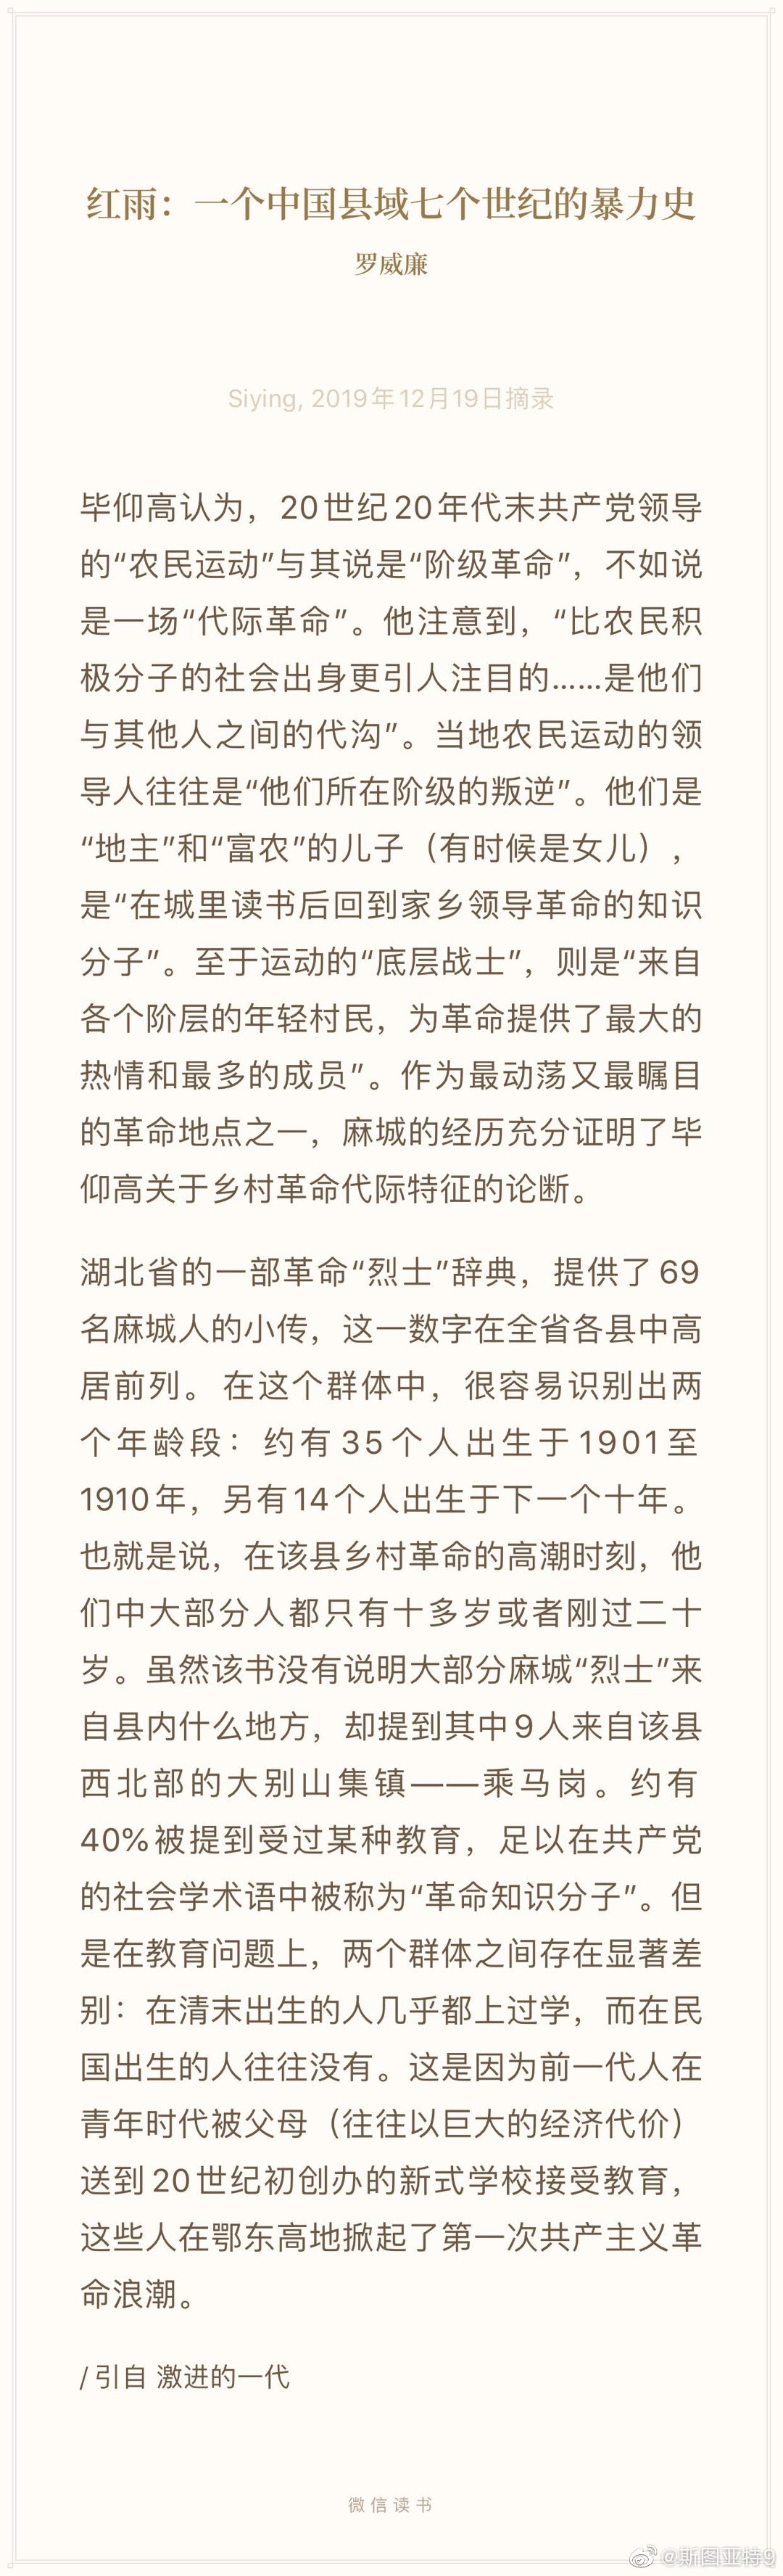 红雨：一个中国县域七个世纪的暴力史
罗威廉
Siying, 2019年12月19日摘录
毕仰高认为，20世纪20年代末共产党领导
的“农民运动”与其说是“阶级革命”，不如说
是一场“代际革命”。他注意到，“比农民积
极分子的社会出身更引人注目的……是他们
与其他人之间的代沟”。当地农民运动的领
导人往往是“他们所在阶级的叛逆”。他们是
“地主”和“富农”的儿子（有时候是女儿），
是“在城里读书后回到家乡领导革命的知识
分子”。至于运动的“底层战士”，则是“来自
各个阶层的年轻村民，为革命提供了最大的
热情和最多的成员”。作为最动荡又最瞩目
的革命地点之一，麻城的经历充分证明了毕
仰高关于乡村革命代际特征的论断。
湖北省的一部革命“烈士”辞典，提供了69
名麻城人的小传，这一数字在全省各县中高
居前列。 在这个群体中，很容易识别出两
个年龄段：约有35个人出生于1901至
1910年，另有14个人出生于下一个十年。
也就是说，在该县乡村革命的高潮时刻，他
们中大部分人都只有十多岁或者刚过二十
岁。虽然该书没有说明大部分麻城“烈士”来
自县内什么地方，却提到其中9人来自该县
西北部的大别山集镇——乘马岗。约有
40%被提到受过某种教育，足以在共产党
的社会学术语中被称为“革命知识分子”。但
是在教育问题上，两个群体之间存在显著差
别：在清末出生的人几乎都上过学，而在民
国出生的人往往没有。这是因为前一代人在
青年时代被父母（往往以巨大的经济代价）
送到20世纪初创办的新式学校接受教育，
这些人在鄂东高地掀起了第一次共产主义革
命浪潮。
/ 引自 激进的一代
微信读书
@斯图亚特9